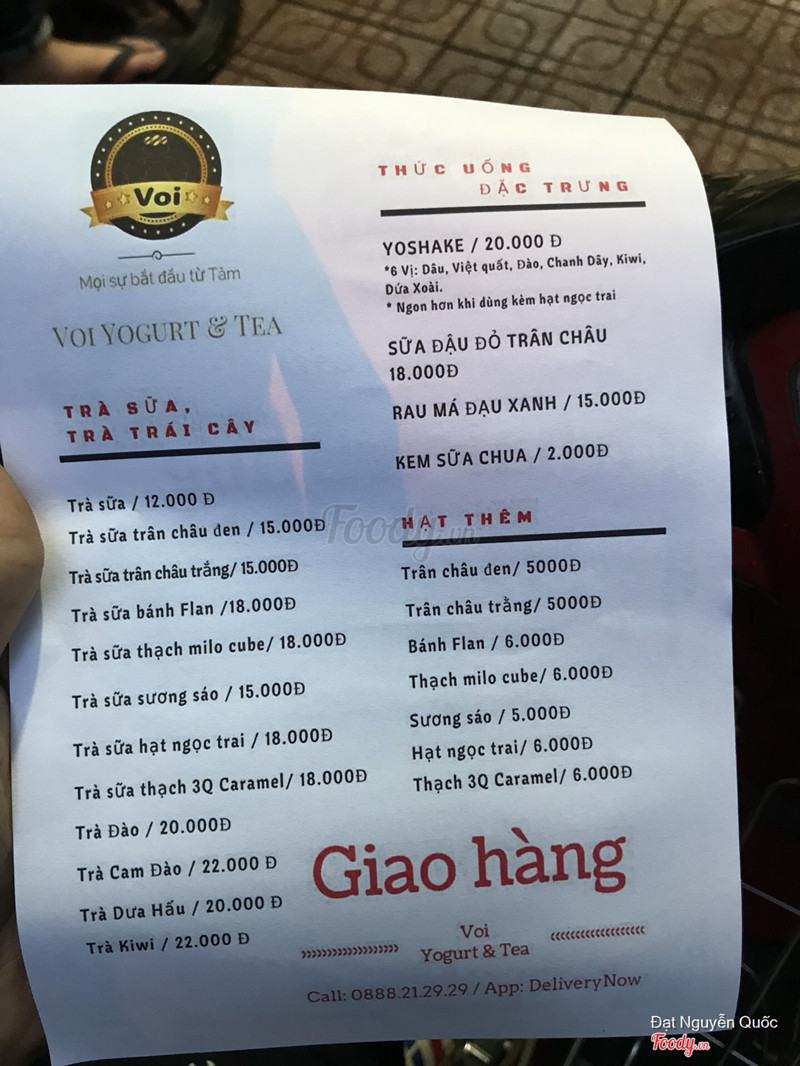 Voi
Mọi sự bắt đầu từ Tâm
VOI YOGURT & TEA
TRÀ SỮA,
TRÀ TRÁI CÂY
Trà sữa / 12.000 Đ
Trà sữa trân châu đen / 15.000Đ
Trà sữa trân châu trắng/ 15.000Đ
Trà sữa bánh Flan /18.000Đ
Trà sữa thạch milo cube/ 18.000Đ
Trà sữa sương sáo / 15.000Đ
Trà sữa hạt ngọc trai / 18.000Đ
Trà sữa thạch 3Q Caramel/ 18.000Đ
Trà Đào / 20.000Đ
Trà Cam Đào / 22.000 Đ
Trà Dưa Hấu / 20.000 Đ
Trà Kiwi / 22.000 Đ
THỨC UỐNG
ĐẶC TRƯNG
YOSHAKE / 20.000 Đ
*6 Vị: Dâu, Việt quất, Đào, Chanh Dây, Kiwi,
Dứa Xoài.
* Ngon hơn khi dùng kèm hạt ngọc trai
SỮA ĐẬU ĐỎ TRÂN CHÂU
18.000Đ
RAU MÁ ĐẠU XANH / 15.000Đ
KEM SỮA CHUA / 2.000Đ
HẠT THÊM
Trân châu đen/ 5000Đ
Trân châu trằng/ 5000Đ
Bánh Flan / 6.000Đ
Thạch milo cube/ 6.000Đ
Sương sáo / 5.000Đ
Hạt ngọc trai/ 6.000Đ
Thạch 3Q Caramel/ 6.000Đ
Giao hàng
Voi
Yogurt & Tea
Call: 0888.21.29.29 / App: DeliveryNow
Foody.vn
Đạt Nguyễn Quốc
Foody.vn